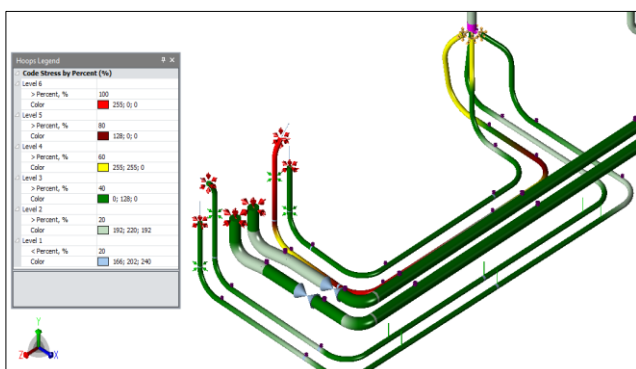 Hoops Legend
Code Stress by Percent (%)
Level 6
> Percent, % 100
Color 255; 0; 0
Level 5
> Percent, % 80
Color 128; 0; 0
Level 4
> Percent, % 60
Color 255; 255; 0
Level 3
> Percent, % 40
Color 0; 128; 0
Level 2
> Percent, % 20
Color 192; 220; 192
Level 1
< Percent, % 20
Color 166; 202; 240
Y
Z X